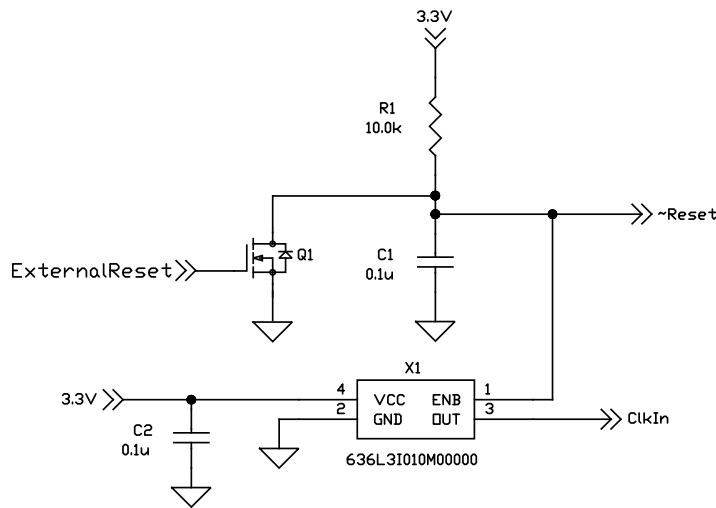 3.3V
R1
10.0k
~Reset
Q1
C1
0.1u
ExternalReset
X1
3.3V
4
VCC
ENB
1
2
GND
OUT
3
ClkIn
C2
0.1u
636L3I010M00000